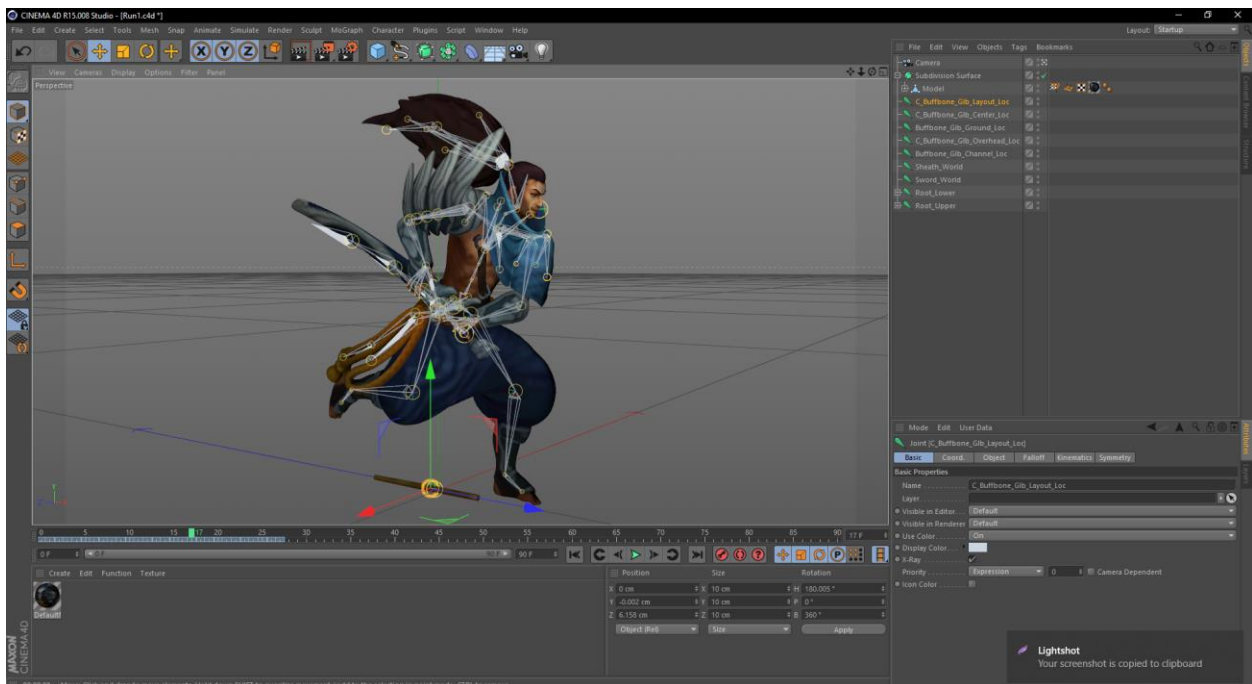 CINEMA 4D R15.008 Studio - [Run1.c4d *]
File Edit Create Select Tools Mesh Snap Animate Simulate Render Sculpt MoGraph Character Plugins Script Window Help
Layout: Startup
View Cameras Display Options Filter Panel
Perspective
File Edit View Objects Tags Bookmarks
Camera
Subdivision Surface
Model
C_Buffbone_Glb_Layout_Loc
C_Buffbone_Glb_Center_Loc
Buffbone_Glb_Ground_Loc
C_Buffbone_Glb_Overhead_Loc
Buffbone_Glb_Channel_Loc
Sheath_World
Sword_World
Root_Lower
Root_Upper
Objects
Content Browser
Structure
Mode Edit User Data
Joint [C_Buffbone_Glb_Layout_Loc]
Basic Coord. Object Falloff Kinematics Symmetry
Basic Properties
Name C_Buffbone_Glb_Layout_Loc
Layer
Visible in Editor Default
Visible in Renderer Default
Use Color On
Display Color
X-Ray
Priority Expression 0 Camera Dependent
Icon Color
Attributes
Layers
0 5 10 15 17 20 25 30 35 40 45 50 55 60 65 70 75 80 85 90 17 F
0 F 0 F 90 F 90 F
Create Edit Function Texture
Default
Position Size Rotation
X 0 cm X 10 cm H 180.005 °
Y -0.002 cm Y 10 cm P 0 °
Z 6.158 cm Z 10 cm B 360 °
Object (Rel) Size Apply
MAXON
CINEMA 4D
Lightshot
Your screenshot is copied to clipboard